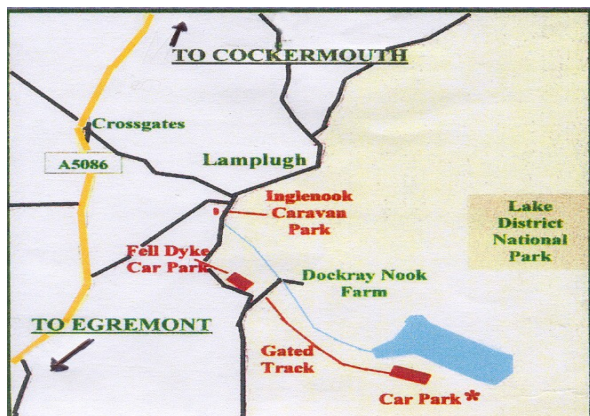 TO COCKERMOUTH
Crossgates
A5086
Lamplugh
Inglenook
Caravan
Park
Lake
District
National
Park
Fell Dyke
Car Park
Dockray Nook
Farm
TO EGREMONT
Gated
Track
Car Park *